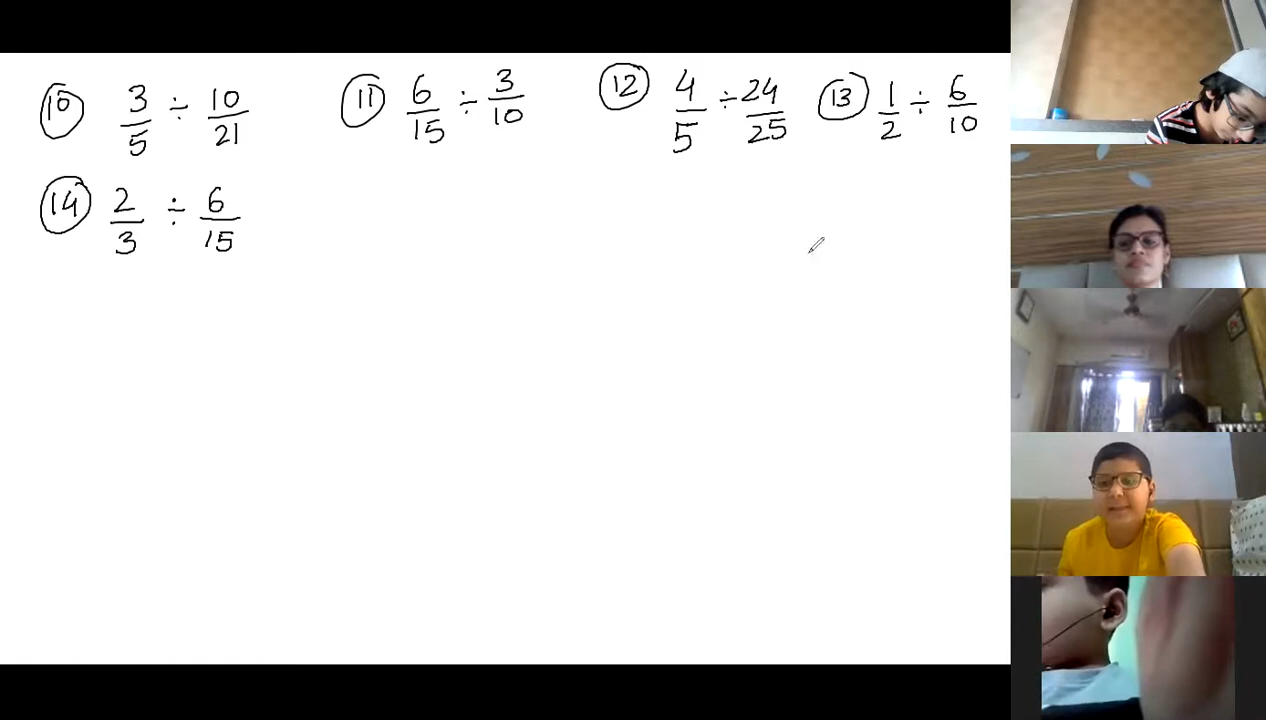 ⑩ 3/5 ÷ 10/21 ⑪ 6/15 ÷ 3/10 ⑫ 4/5 ÷ 24/25 ⑬ 1/2 ÷ 6/10
⑭ 2/3 ÷ 6/15